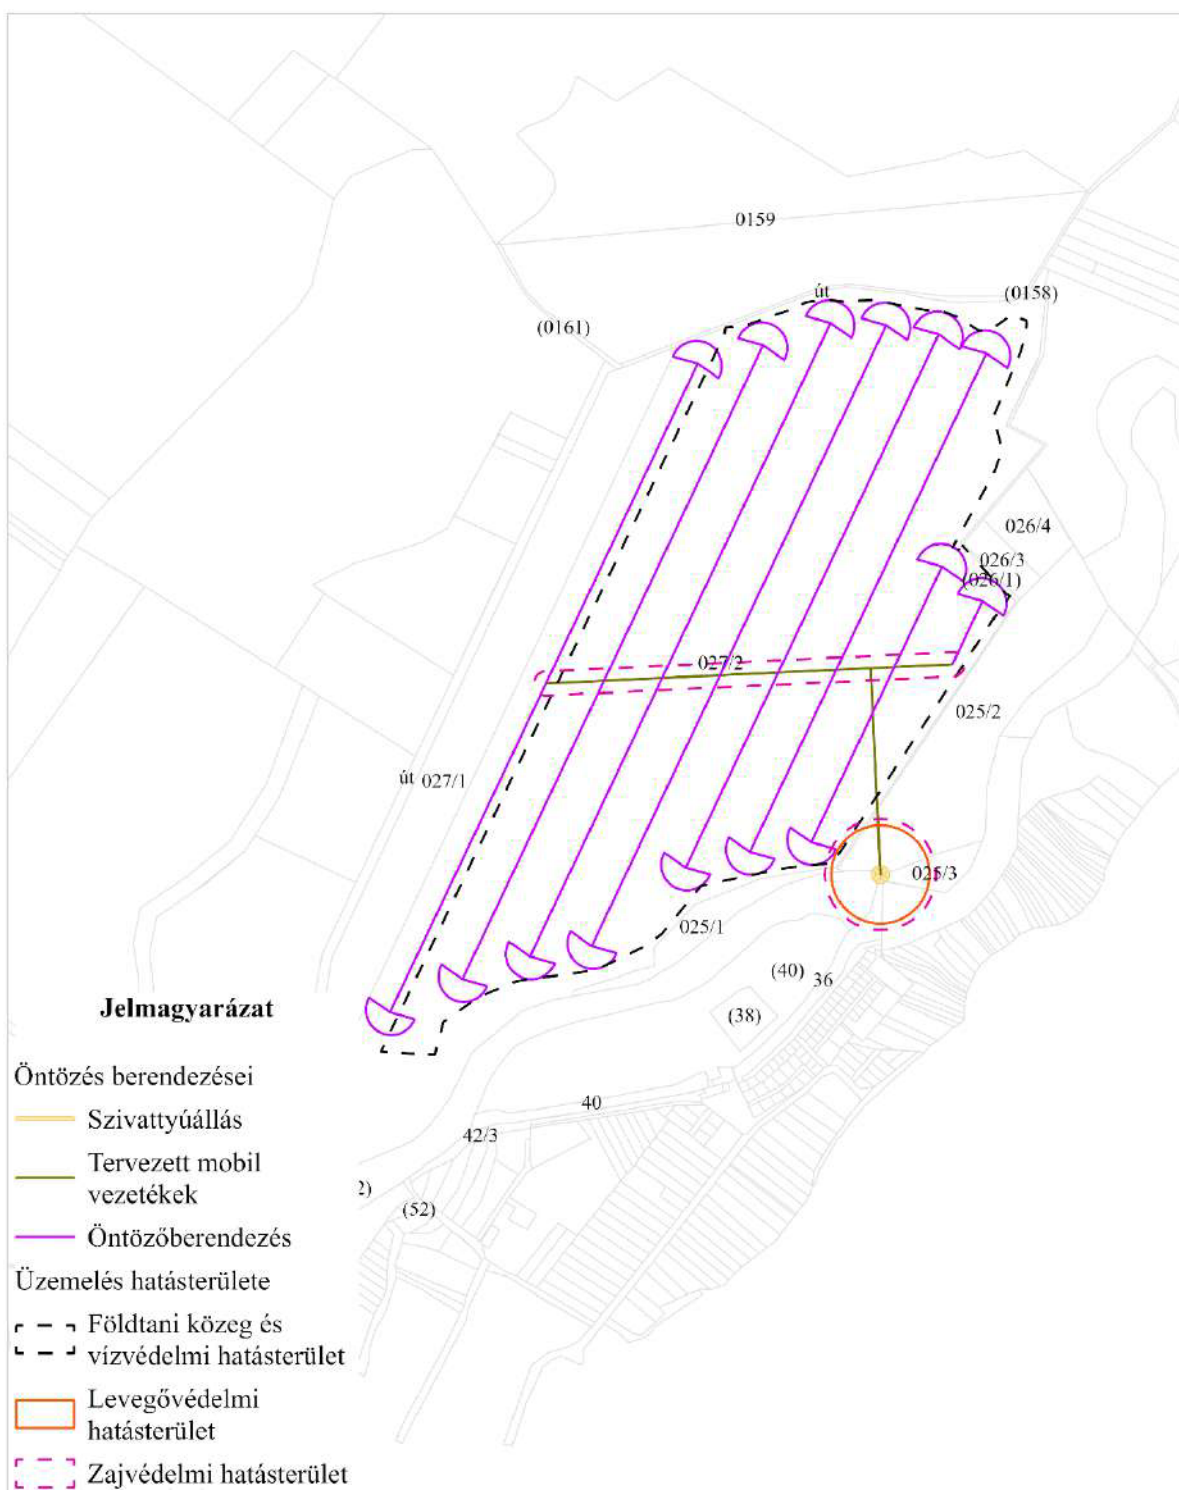 0159
út
(0158)
(0161)
026/4
026/3
(026/1)
027/2
025/2
út 027/1
025/3
025/1
(40)
36
(38)
40
42/3
2)
(52)
Jelmagyarázat
Öntözés berendezései
Szivattyúállás
Tervezett mobil
vezetékek
Öntözőberendezés
Üzemelés hatásterülete
Földtani közeg és
vízvédelmi hatásterület
Levegővédelmi
hatásterület
Zajvédelmi hatásterület